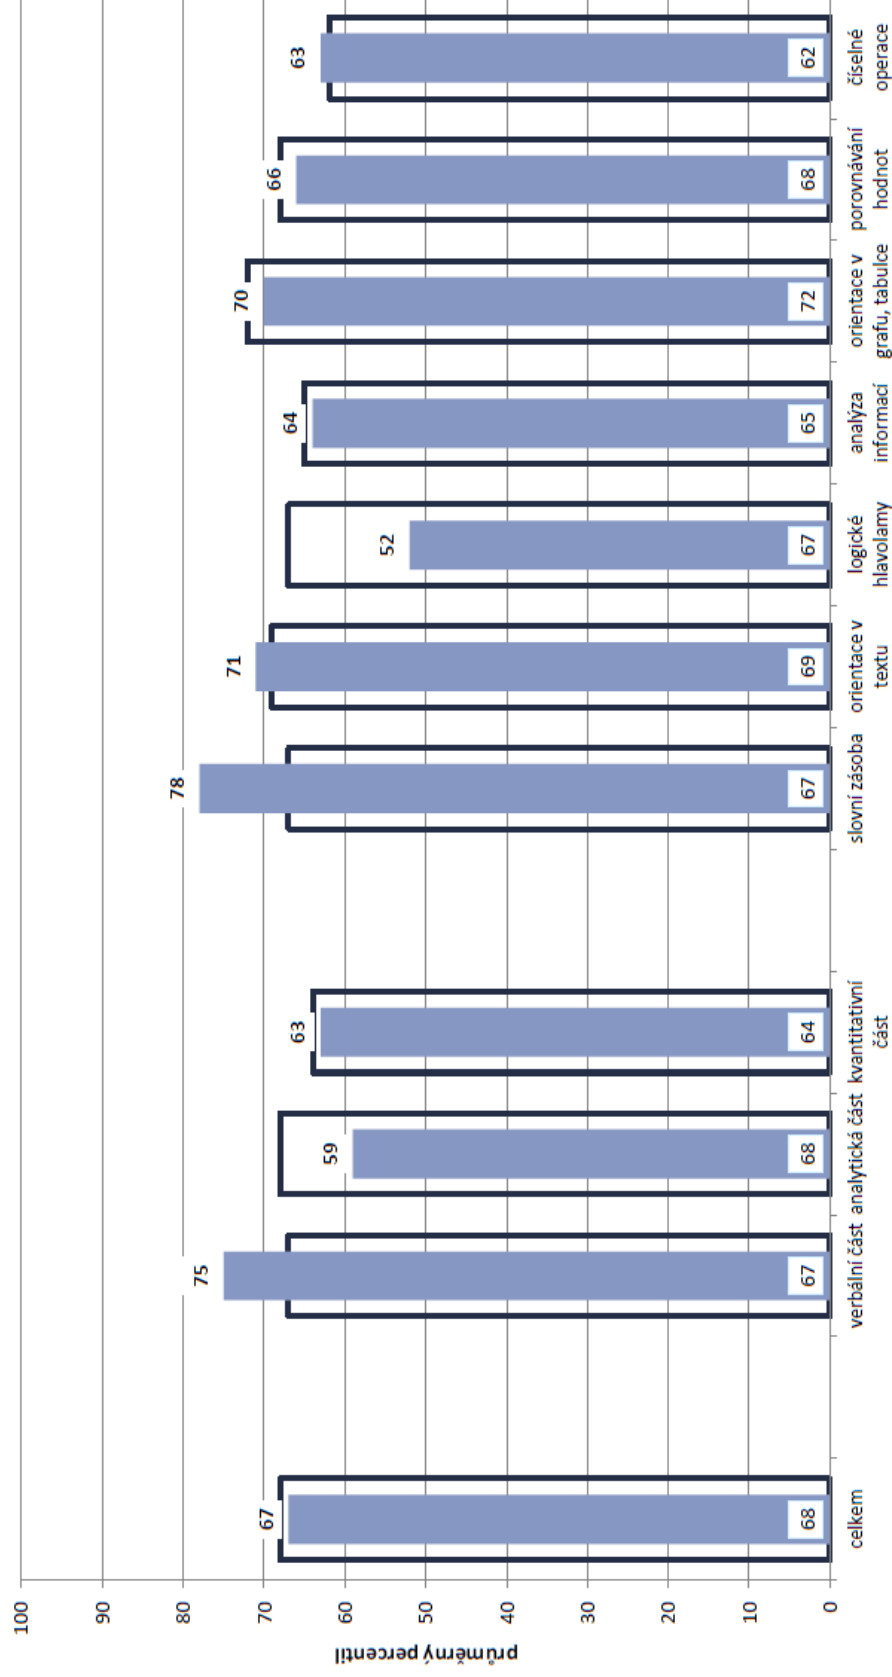 průměrný percentil
100
90
80
70
60
50
40
30
20
10
0
67
75
59
63
78
71
52
64
70
66
63
68
67
68
64
67
69
67
65
72
68
62
celkem
verbální část
analytická část
kvantitativní
část
slovní zásoba
orientace v
textu
logické
hlavolamy
analýza
informací
orientace v
grafu, tabulce
porovnávání
hodnot
číselné
operace